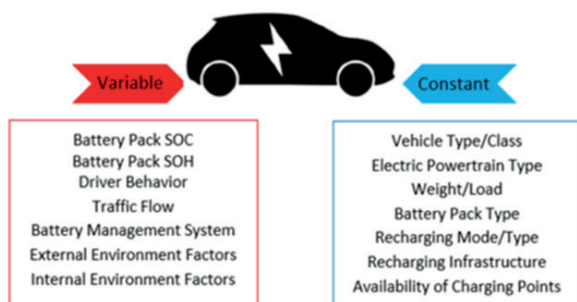 Variable
Constant
Battery Pack SOC
Battery Pack SOH
Driver Behavior
Traffic Flow
Battery Management System
External Environment Factors
Internal Environment Factors
Vehicle Type/Class
Electric Powertrain Type
Weight/Load
Battery Pack Type
Recharging Mode/Type
Recharging Infrastructure
Availability of Charging Points